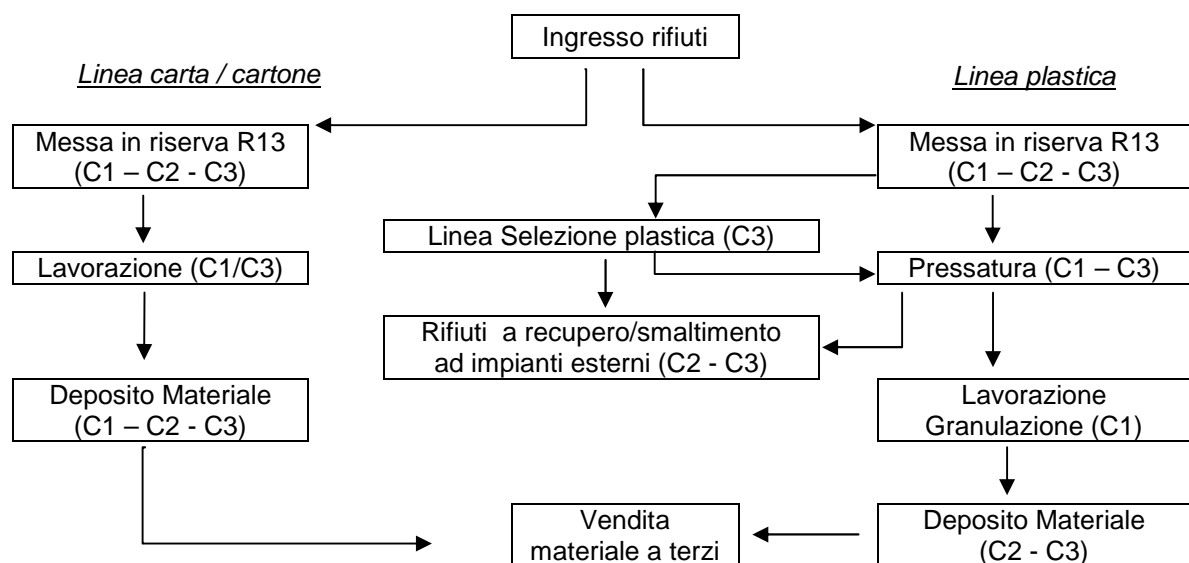 Ingresso rifiuti
Linea carta / cartone
Linea plastica
Messa in riserva R13
(C1 – C2 - C3)
Messa in riserva R13
(C1 – C2 - C3)
Linea Selezione plastica (C3)
Lavorazione (C1/C3)
Pressatura (C1 – C3)
Rifiuti a recupero/smaltimento
ad impianti esterni (C2 - C3)
Deposito Materiale
(C1 – C2 - C3)
Lavorazione
Granulazione (C1)
Vendita
materiale a terzi
Deposito Materiale
(C2 - C3)